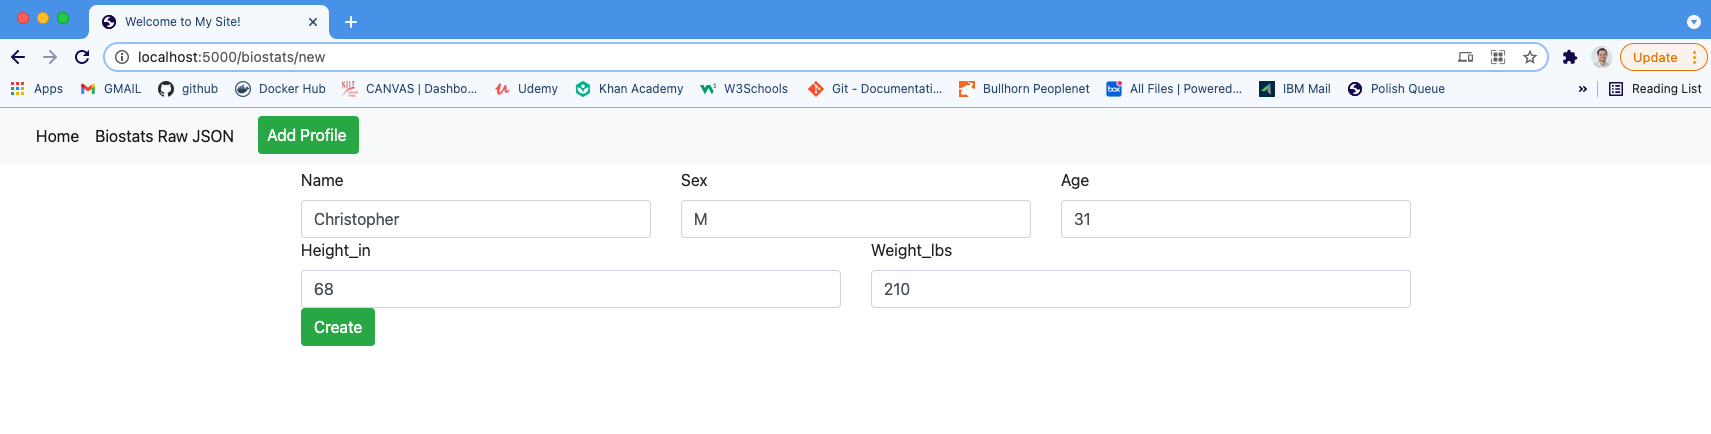 Welcome to My Site!
localhost:5000/biostats/new
Update
Apps GMAIL github Docker Hub CANVAS | Dashbo... Udemy Khan Academy W3Schools Git - Documentati... Bullhorn Peoplenet box All Files | Powered... IBM Mail Polish Queue » Reading List
Home Biostats Raw JSON Add Profile
Name Sex Age
Christopher M 31
Height_in Weight_lbs
68 210
Create